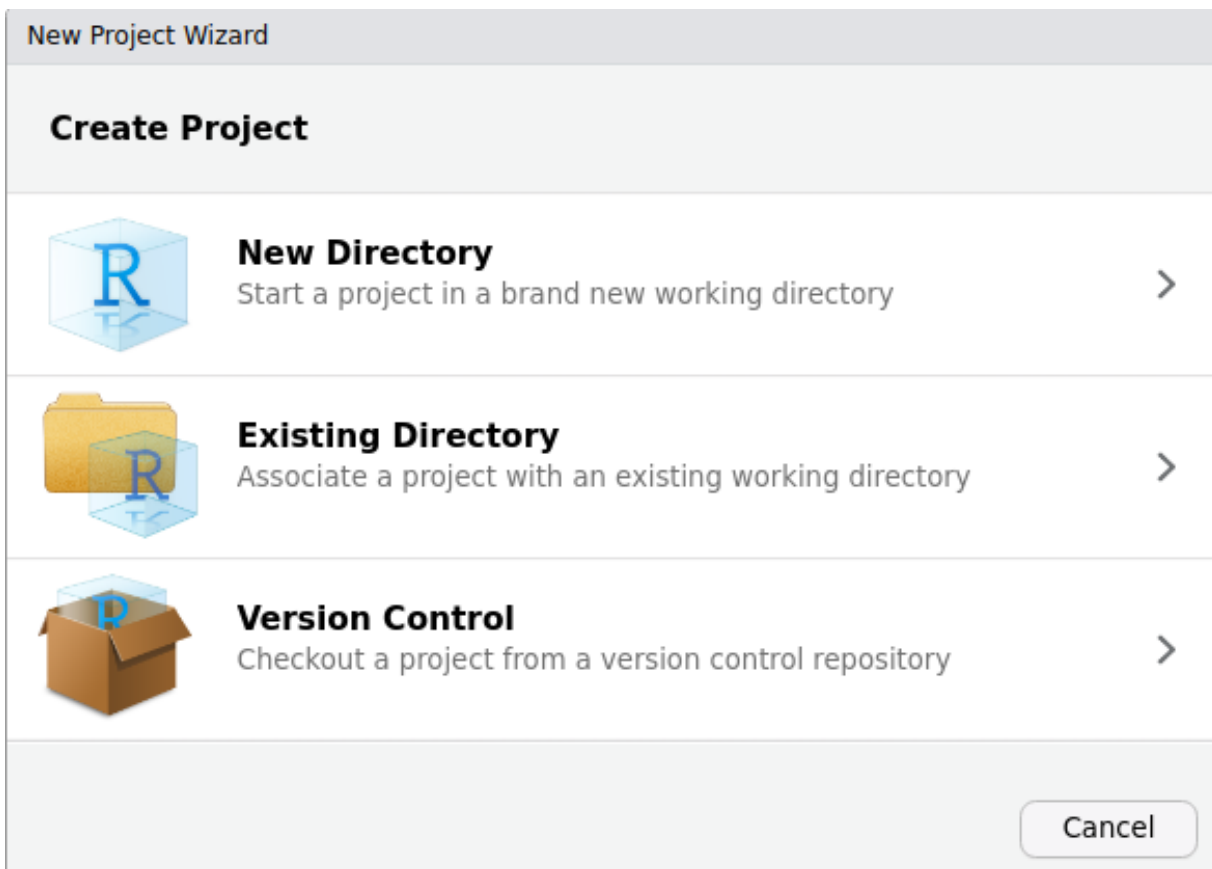 New Project Wizard
Create Project
R
New Directory
Start a project in a brand new working directory
R
Existing Directory
Associate a project with an existing working directory
R
Version Control
Checkout a project from a version control repository
Cancel